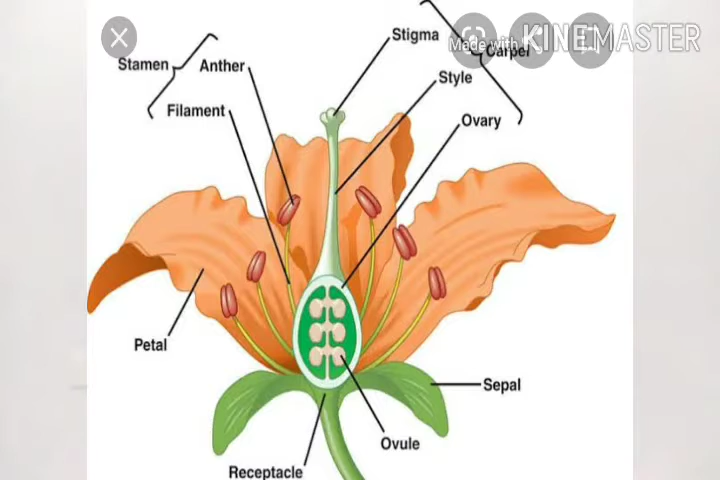 Made with KINEMASTER
Stigma
Carpel
Stamen
Anther
Style
Filament
Ovary
Petal
Sepal
Ovule
Receptacle